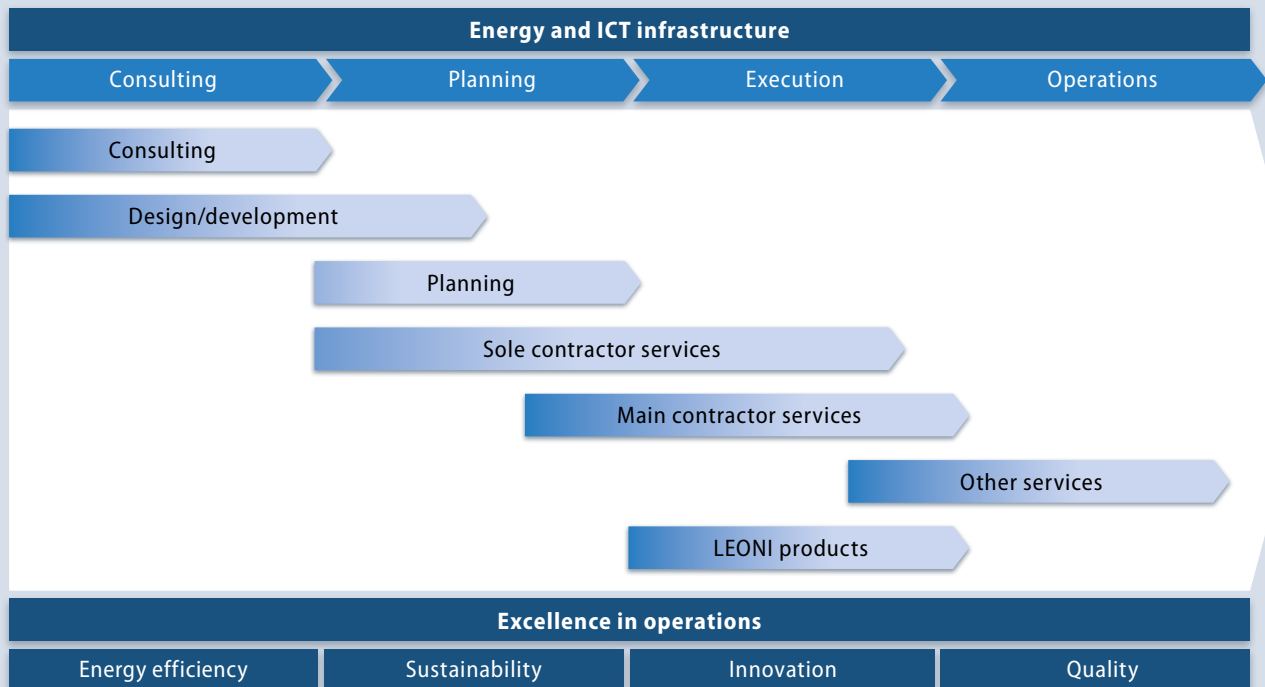 Energy and ICT infrastructure
Consulting
Planning
Execution
Operations
Consulting
Design/development
Planning
Sole contractor services
Main contractor services
Other services
LEONI products
Excellence in operations
Energy efficiency
Sustainability
Innovation
Quality